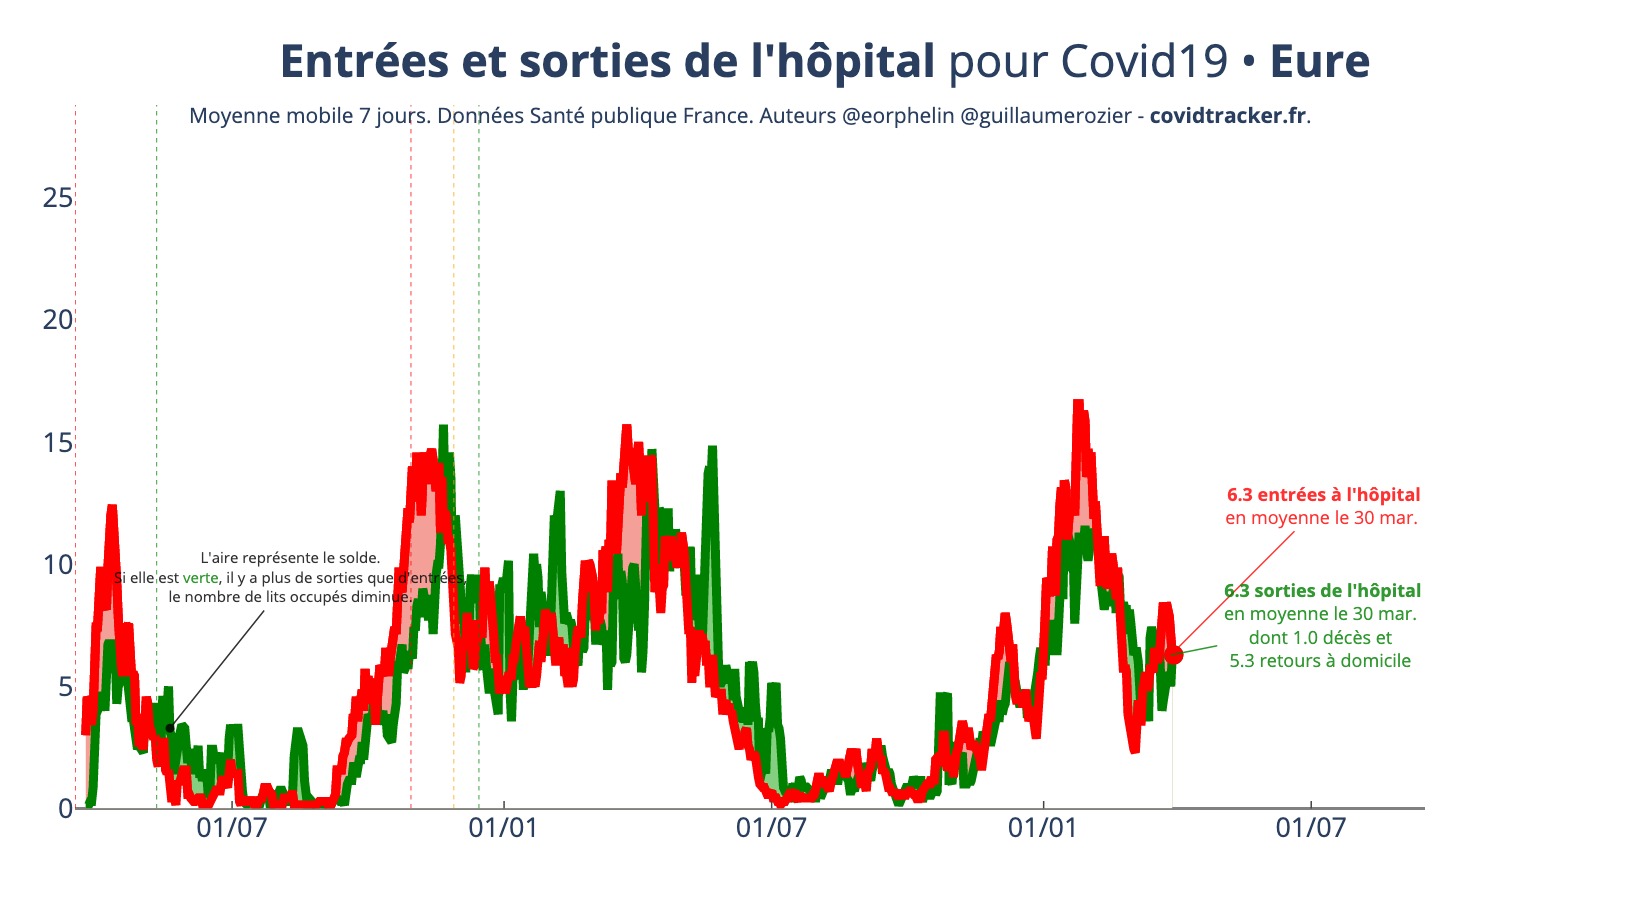 Entrées et sorties de l'hôpital pour Covid19 • Eure
Moyenne mobile 7 jours. Données Santé publique France. Auteurs @eorphelin @guillaumerozier - covidtracker.fr.
25
20
15
10
5
0
L'aire représente le solde.
Si elle est verte, il y a plus de sorties que d'entrées,
le nombre de lits occupés diminue.
6.3 entrées à l'hôpital
en moyenne le 30 mar.
6.3 sorties de l'hôpital
en moyenne le 30 mar.
dont 1.0 décès et
5.3 retours à domicile
01/07
01/01
01/07
01/01
01/07